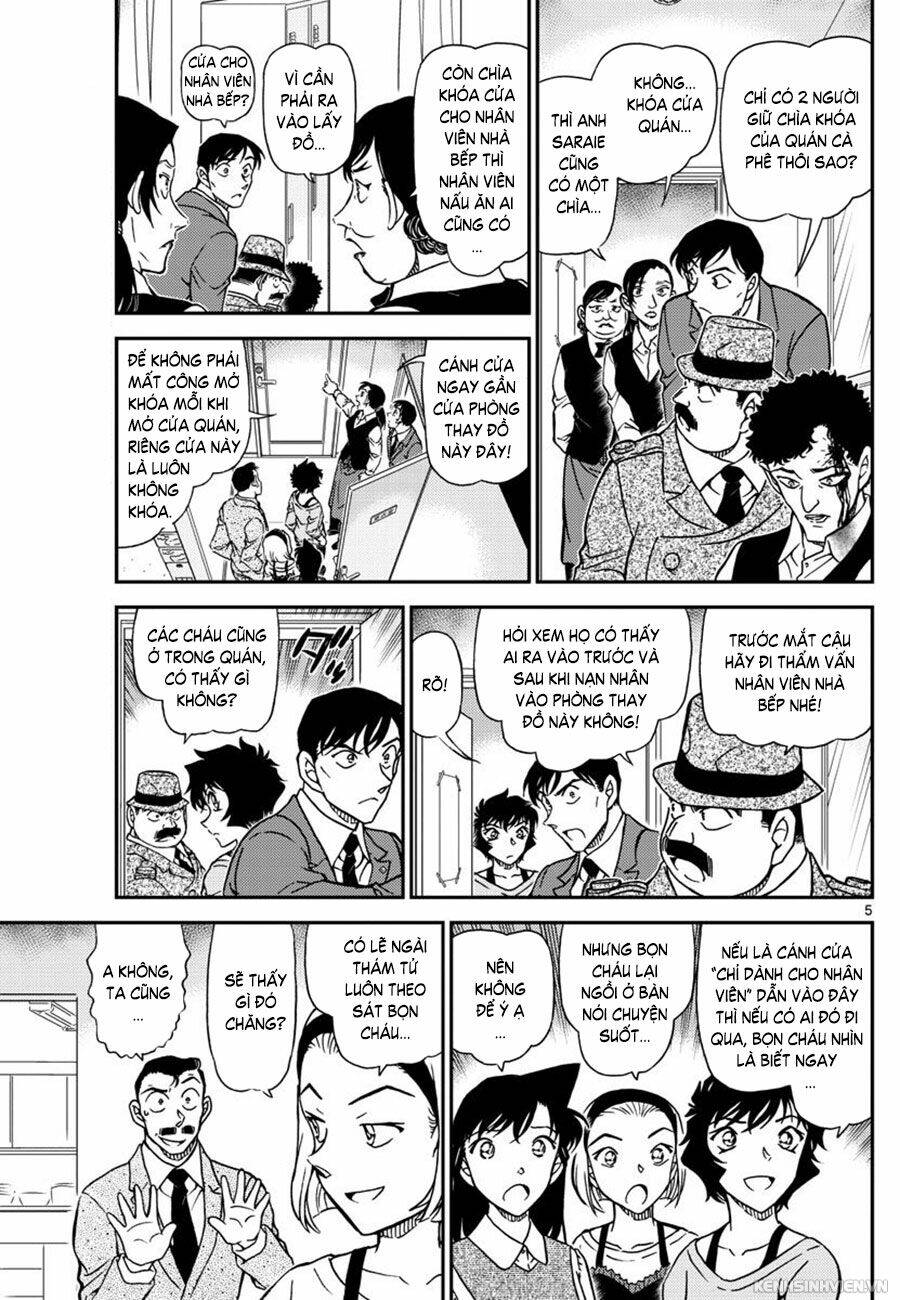 CHỈ CÓ 2 NGƯỜI
GIỮ CHÌA KHÓA
CỦA QUÁN CÀ
PHÊ THÔI SAO?
KHÔNG...
KHÓA CỬA
QUÁN...
THÌ ANH
SARAIE
CŨNG
CÓ MỘT
CHÌA...
CÒN CHÌA
KHÓA CỬA
CHO NHÂN
VIÊN NHÀ
BẾP THÌ
NHÂN VIÊN
NẤU ĂN AI
CŨNG CÓ
...
VÌ CẦN
PHẢI RA
VÀO LẤY
ĐỒ...
CỬA CHO
NHÂN VIÊN
NHÀ BẾP?
CÁNH CỬA
NGAY GẦN
CỬA PHÒNG
THAY ĐỒ
NÀY ĐÂY!
ĐỂ KHÔNG PHẢI
MẤT CÔNG MỞ
KHÓA MỖI KHI
MỞ CỬA QUÁN,
RIÊNG CỬA NÀY
LÀ LUÔN
KHÔNG
KHÓA.
TRƯỚC MẮT CẬU
HÃY ĐI THẨM VẤN
NHÂN VIÊN NHÀ
BẾP NHÉ!
HỎI XEM HỌ CÓ THẤY
AI RA VÀO TRƯỚC VÀ
SAU KHI NẠN NHÂN
VÀO PHÒNG THAY
ĐỒ NÀY KHÔNG!
RÕ!
CÁC CHÁU CŨNG
Ở TRONG QUÁN,
CÓ THẤY GÌ
KHÔNG?
5
NẾU LÀ CÁNH CỬA
“CHỈ DÀNH CHO NHÂN
VIÊN” DẪN VÀO ĐÂY
THÌ NẾU CÓ AI ĐÓ ĐI
QUA, BỌN CHÁU NHÌN
LÀ BIẾT NGAY
...
NHƯNG BỌN
CHÁU LẠI
NGỒI Ở BÀN
NÓI CHUYỆN
SUỐT...
NÊN
KHÔNG
ĐỂ Ý Ạ
...
CÓ LẼ NGÀI
THÁM TỬ
LUÔN THEO
SÁT BỌN
CHÁU...
SẼ THẤY
GÌ ĐÓ
CHĂNG?
A KHÔNG,
TA CŨNG
...
KENHSINHVIEN.VN